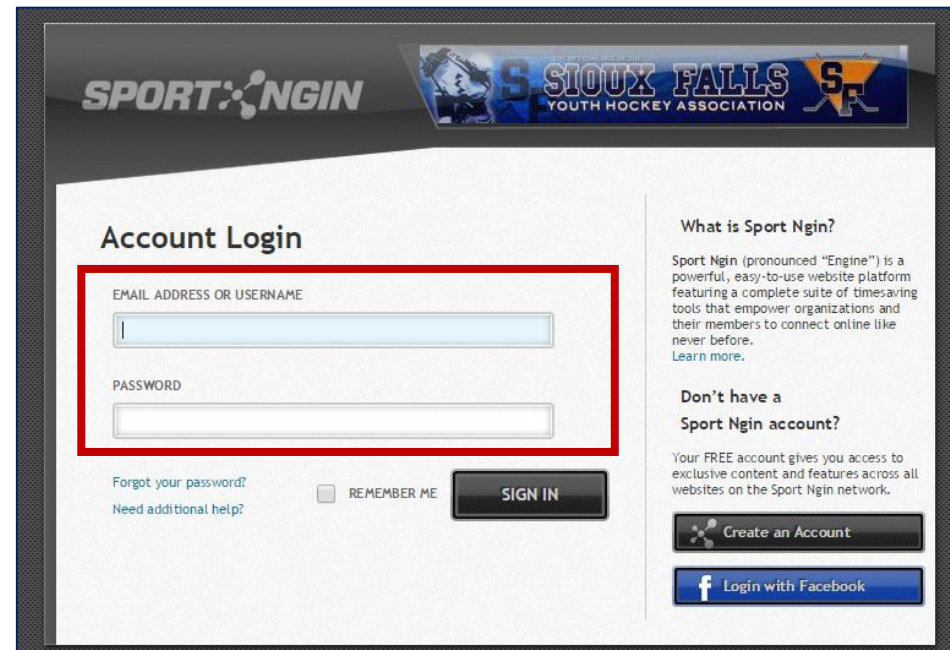 SPORT NGIN
SIOUX FALLS
YOUTH HOCKEY ASSOCIATION
Account Login
EMAIL ADDRESS OR USERNAME
PASSWORD
Forgot your password?
Need additional help?
REMEMBER ME
SIGN IN
What is Sport Ngin?
Sport Ngin (pronounced “Engine”) is a
powerful, easy-to-use website platform
featuring a complete suite of timesaving
tools that empower organizations and
their members to connect online like
never before.
Learn more.
Don’t have a
Sport Ngin account?
Your FREE account gives you access to
exclusive content and features across all
websites on the Sport Ngin network.
Create an Account
f Login with Facebook